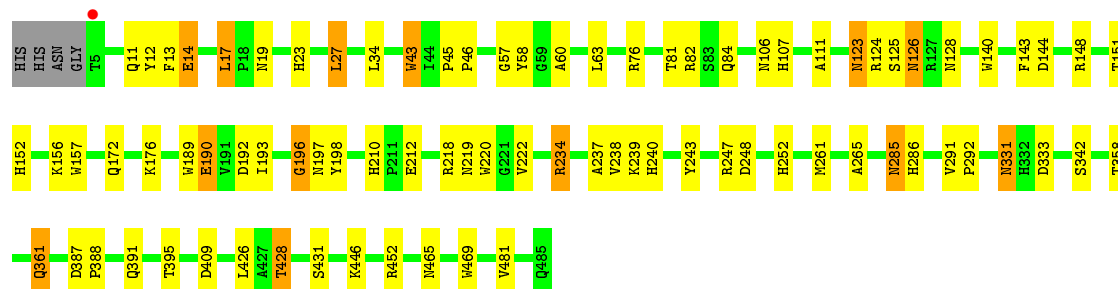 HIS HIS ASN GLY T5 Q11 Y12 F13 E14 L17 P18 N19 H23 L27 L34 W43 I44 P45 P46 G57 Y58 G59 A60 L63 R76 T81 R82 S83 Q84 N106 H107 A111 N123 R124 S125 N126 R127 N128 W140 F143 D144 R148 T151
H152 K156 W157 Q172 K176 W189 E190 V191 D192 I193 G196 N197 Y198 H210 P211 E212 R218 N219 W220 G221 V222 R234 A237 V238 K239 H240 Y243 R247 D248 H252 M261 A265 N285 H286 V291 P292 N331 H332 D333 S342
Q361 D387 P388 Q391 T395 D409 L426 A427 T428 S431 K446 R452 N465 W469 V481 Q485